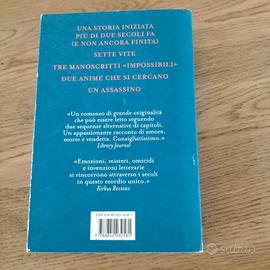 UNA STORIA INIZIATA
PIÙ DI DUE SECOLI FA
(E NON ANCORA FINITA)
SETTE VITE
TRE MANOSCRITTI «IMPOSSIBILI»
DUE ANIME CHE SI CERCANO
UN ASSASSINO
«Un romanzo di grande originalità
che può essere letto seguendo
due sequenze alternative di capitoli.
Un appassionante racconto di amore,
morte e vendetta. Consigliatissimo.»
Library Journal
«Emozioni, misteri, omicidi
e invenzioni letterarie
si rincorrono attraverso i secoli
in questo esordio unico.»
Kirkus Reviews
subito